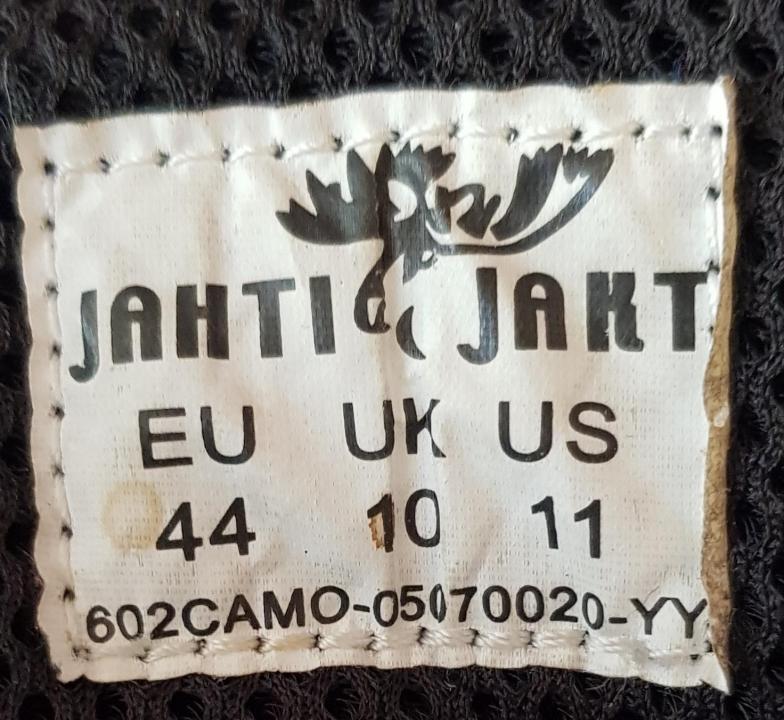 JAHTI JAKT
EU UK US
44 10 11
602CAMO-05070020-YY